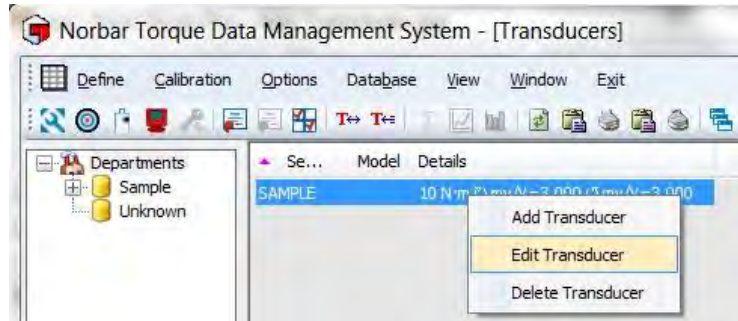 Norbar Torque Data Management System - [Transducers]
Define Calibration Options Database View Window Exit
T↔ T⇐
Departments
Sample
Unknown
Se... Model Details
SAMPLE 10 N·m
Add Transducer
Edit Transducer
Delete Transducer